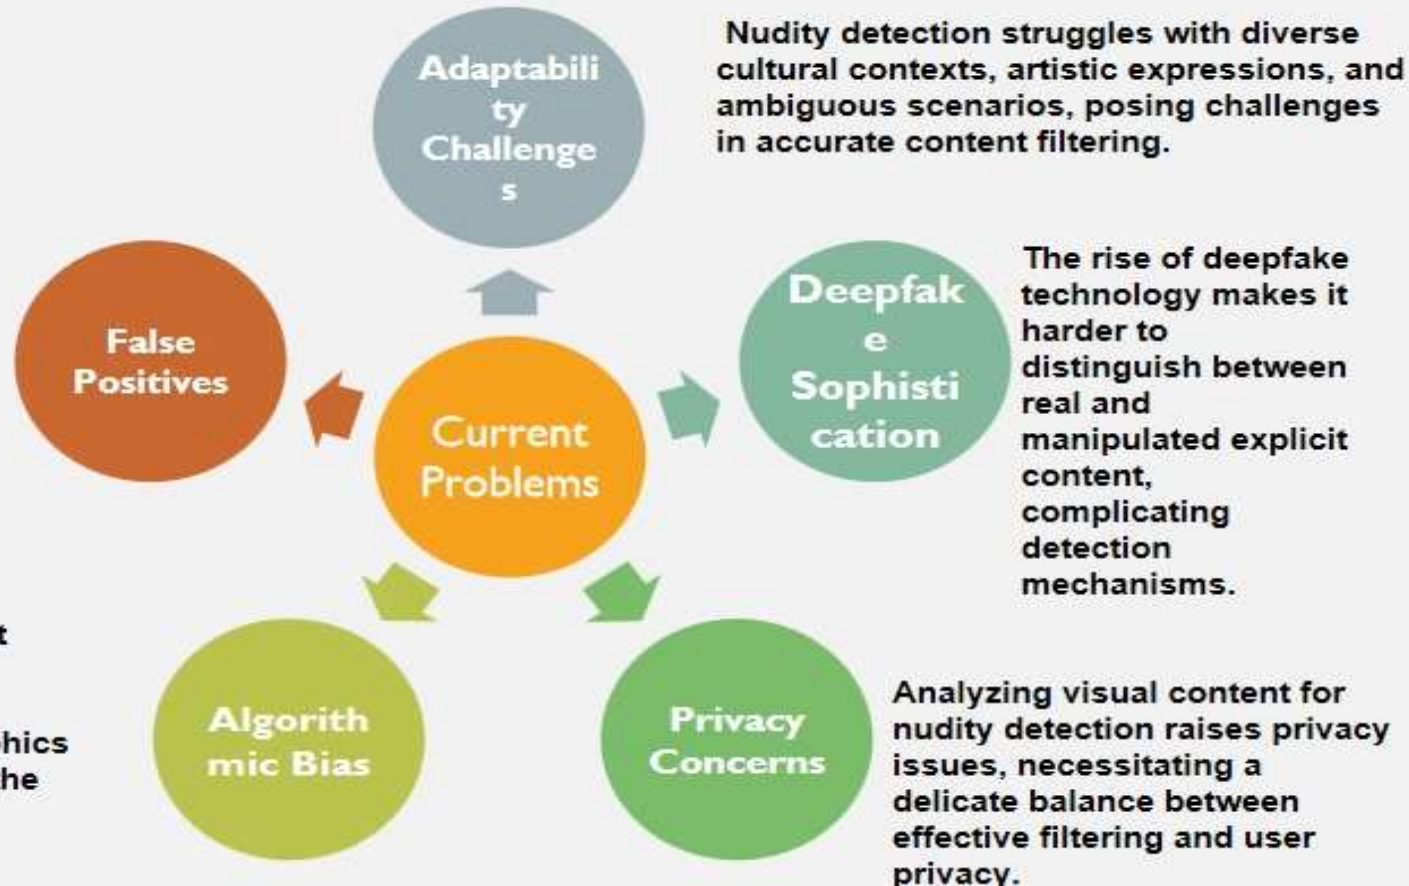 Adaptabili
ty
Challenge
s
Nudity detection struggles with diverse
cultural contexts, artistic expressions, and
ambiguous scenarios, posing challenges
in accurate content filtering.
False
Positives
Current
Problems
Deepfak
e
Sophisti
cation
The rise of deepfake
technology makes it
harder to
distinguish between
real and
manipulated explicit
content,
complicating
detection
mechanisms.
Algorith
mic Bias
Privacy
Concerns
Analyzing visual content for
nudity detection raises privacy
issues, necessitating a
delicate balance between
effective filtering and user
privacy.